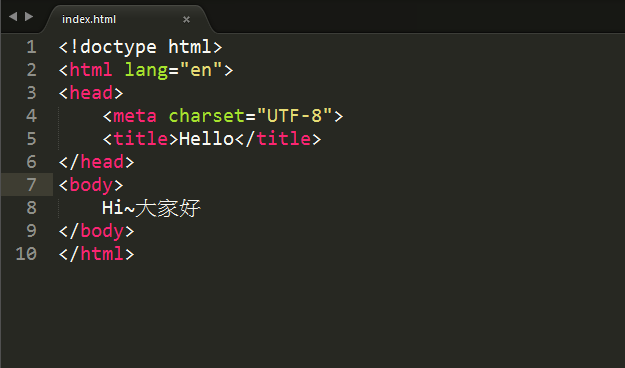 index.html ×
1 <!doctype html>
2 <html lang="en">
3 <head>
4     <meta charset="UTF-8">
5     <title>Hello</title>
6 </head>
7 <body>
8     Hi~大家好
9 </body>
10 </html>